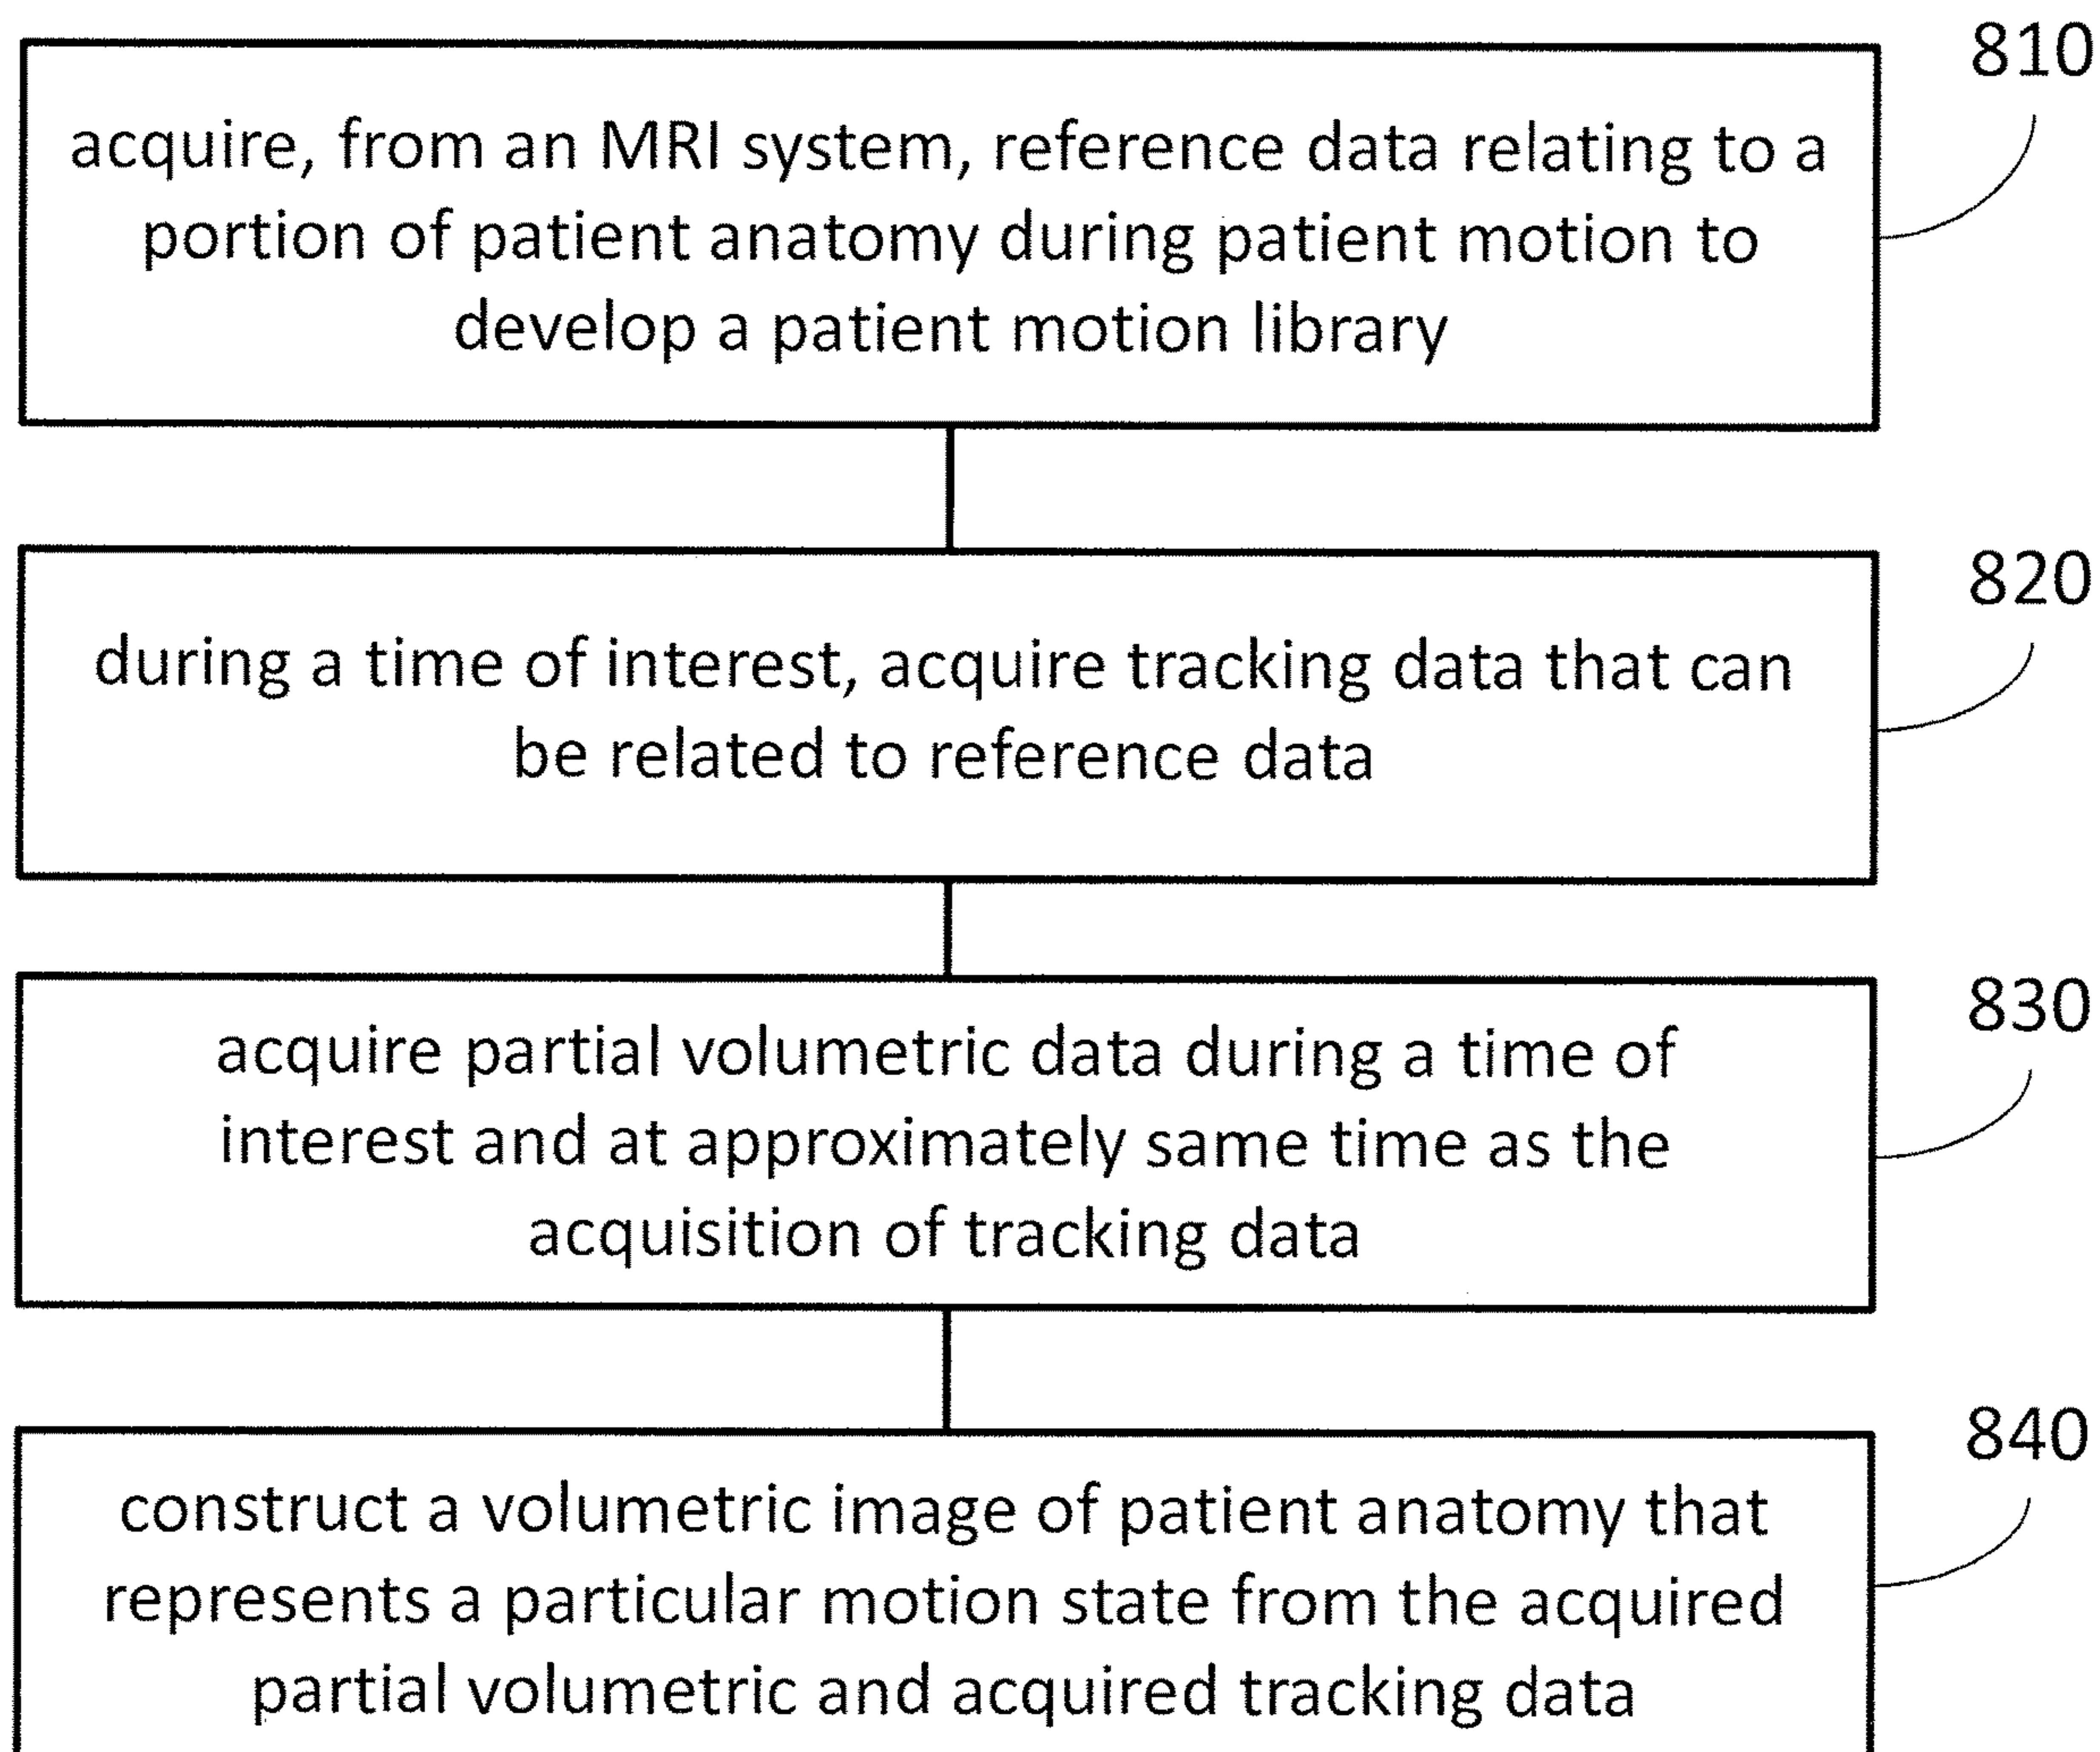 810
acquire, from an MRI system, reference data relating to a
portion of patient anatomy during patient motion to
develop a patient motion library
820
during a time of interest, acquire tracking data that can
be related to reference data
830
acquire partial volumetric data during a time of
interest and at approximately same time as the
acquisition of tracking data
840
construct a volumetric image of patient anatomy that
represents a particular motion state from the acquired
partial volumetric and acquired tracking data